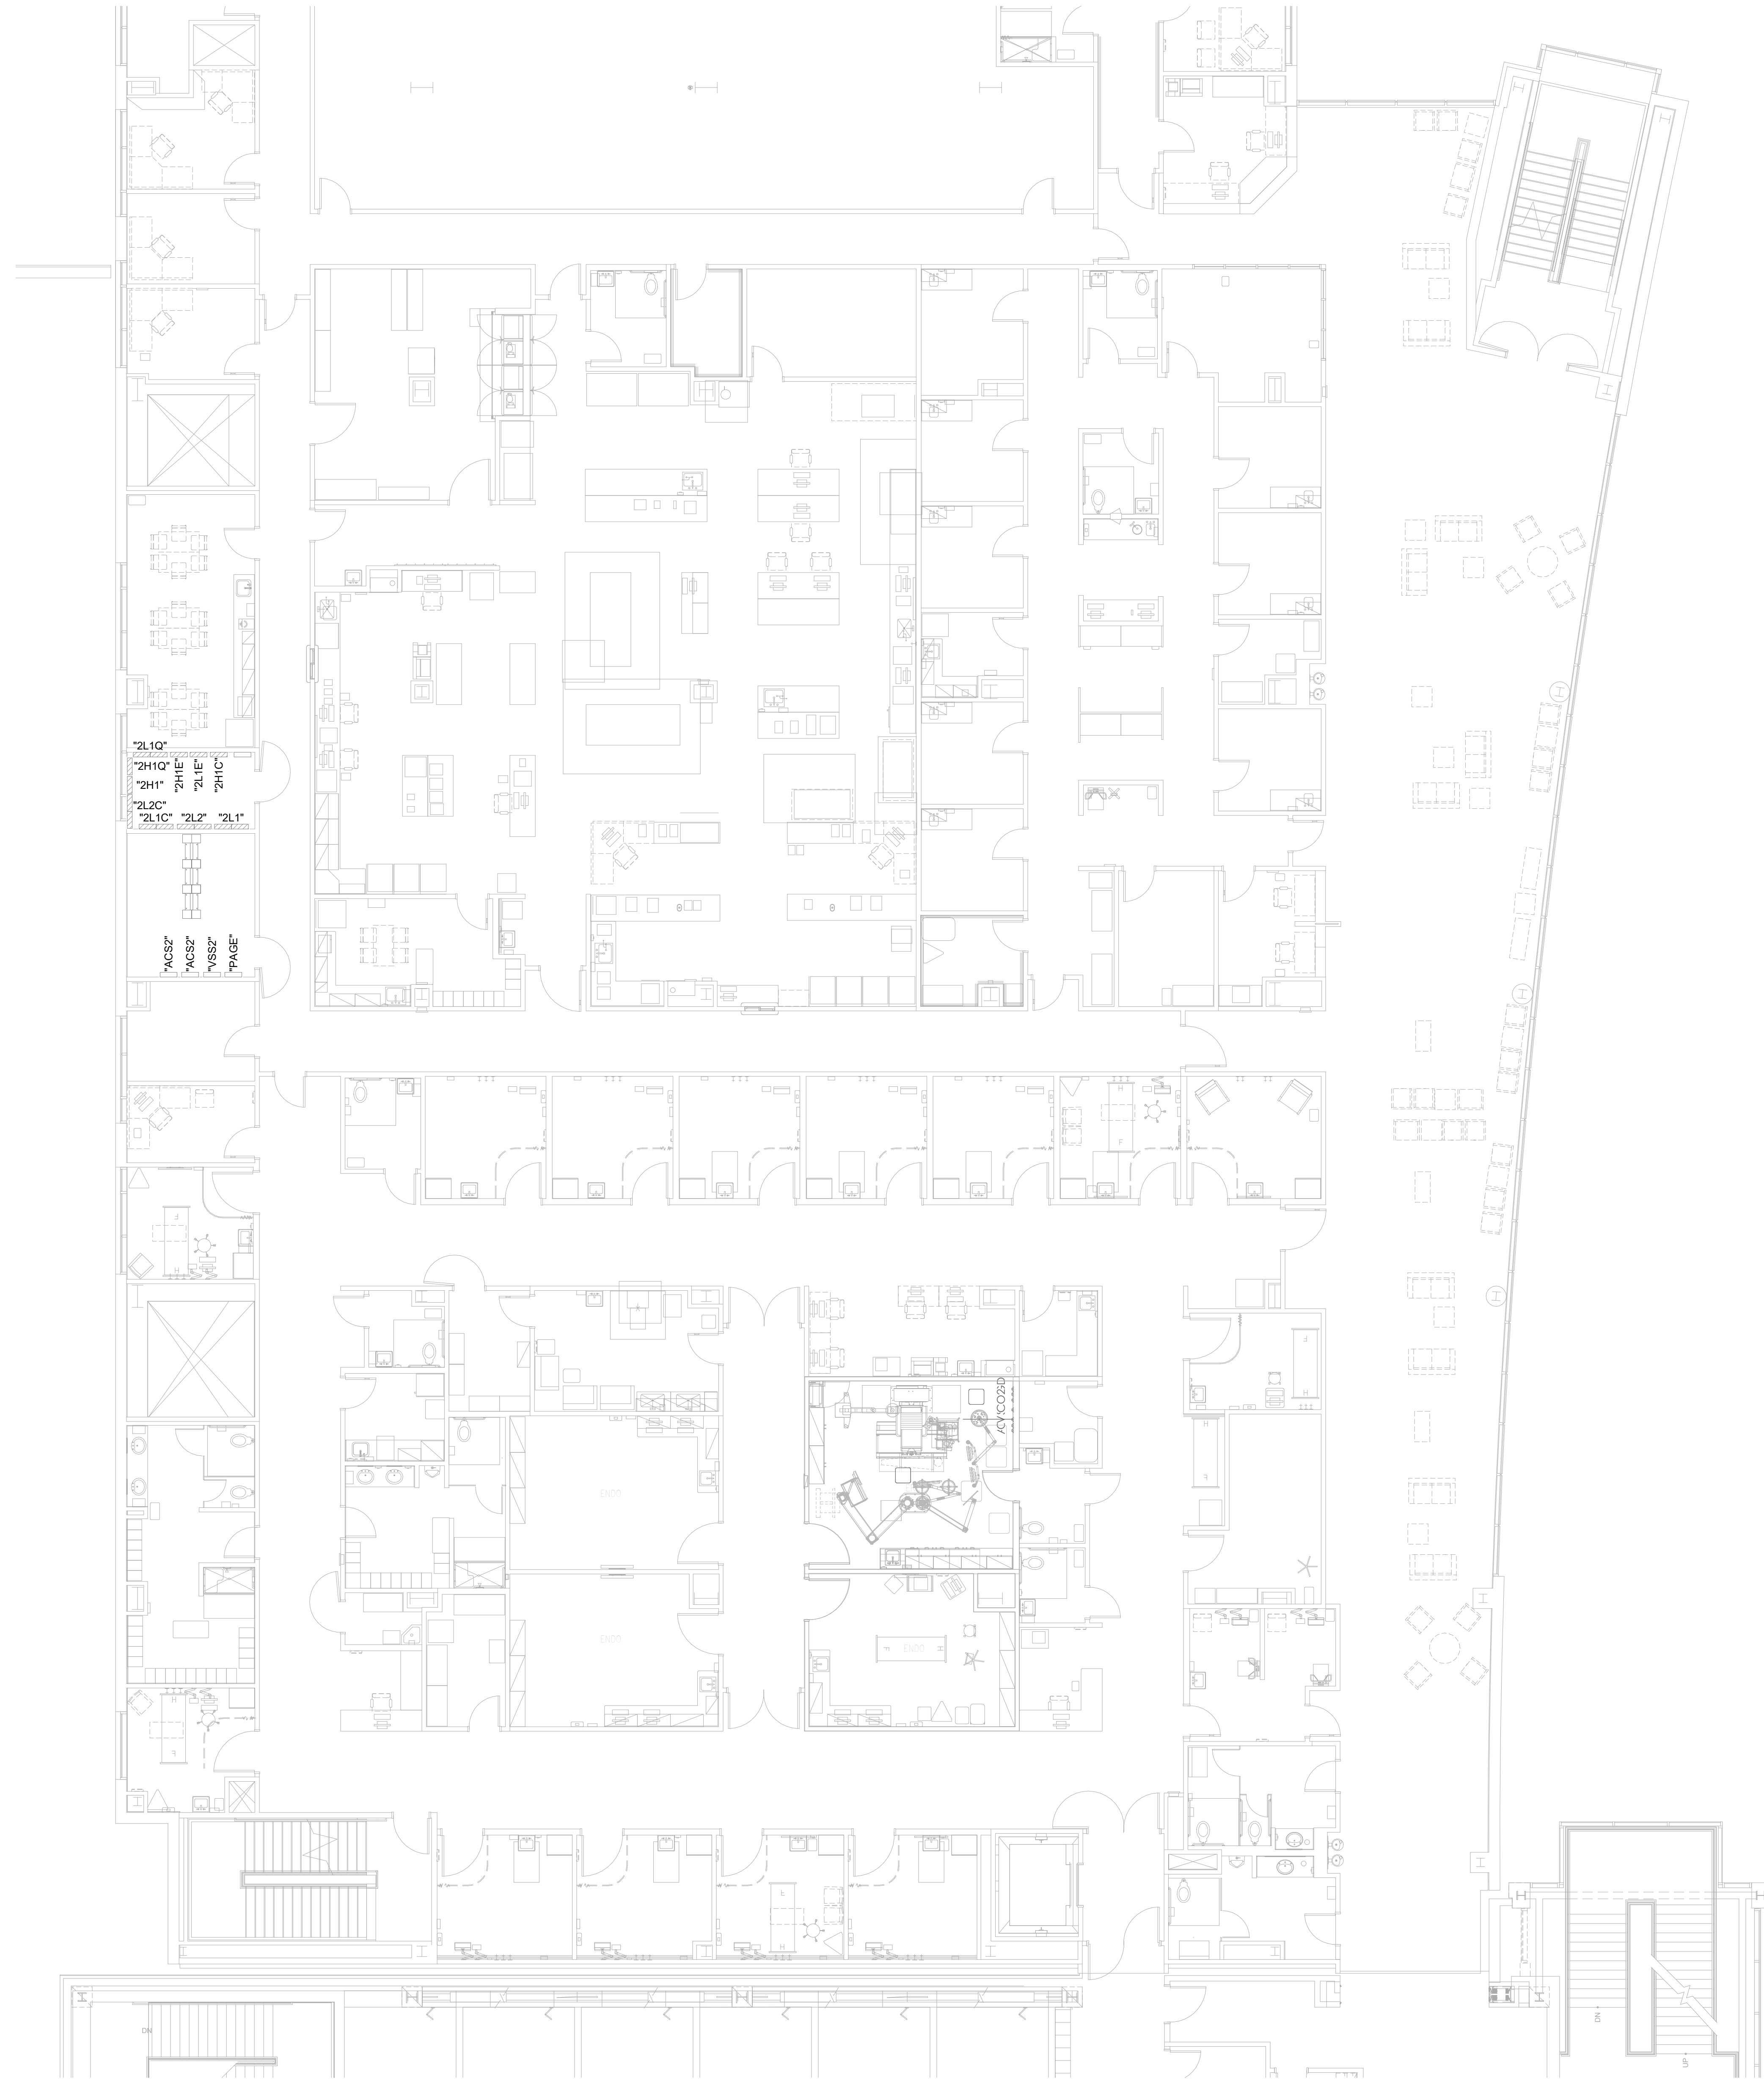 "2L1Q"
"2H1Q"
"2H1E"
"2L1E"
"2H1C"
"2H1"
"2L2C"
"2L1C"
"2L2"
"2L1"
"ACS2"
"ACS2"
"VSS2"
"PAGE"
ENDO
ENDO
ENDO
DN
UP